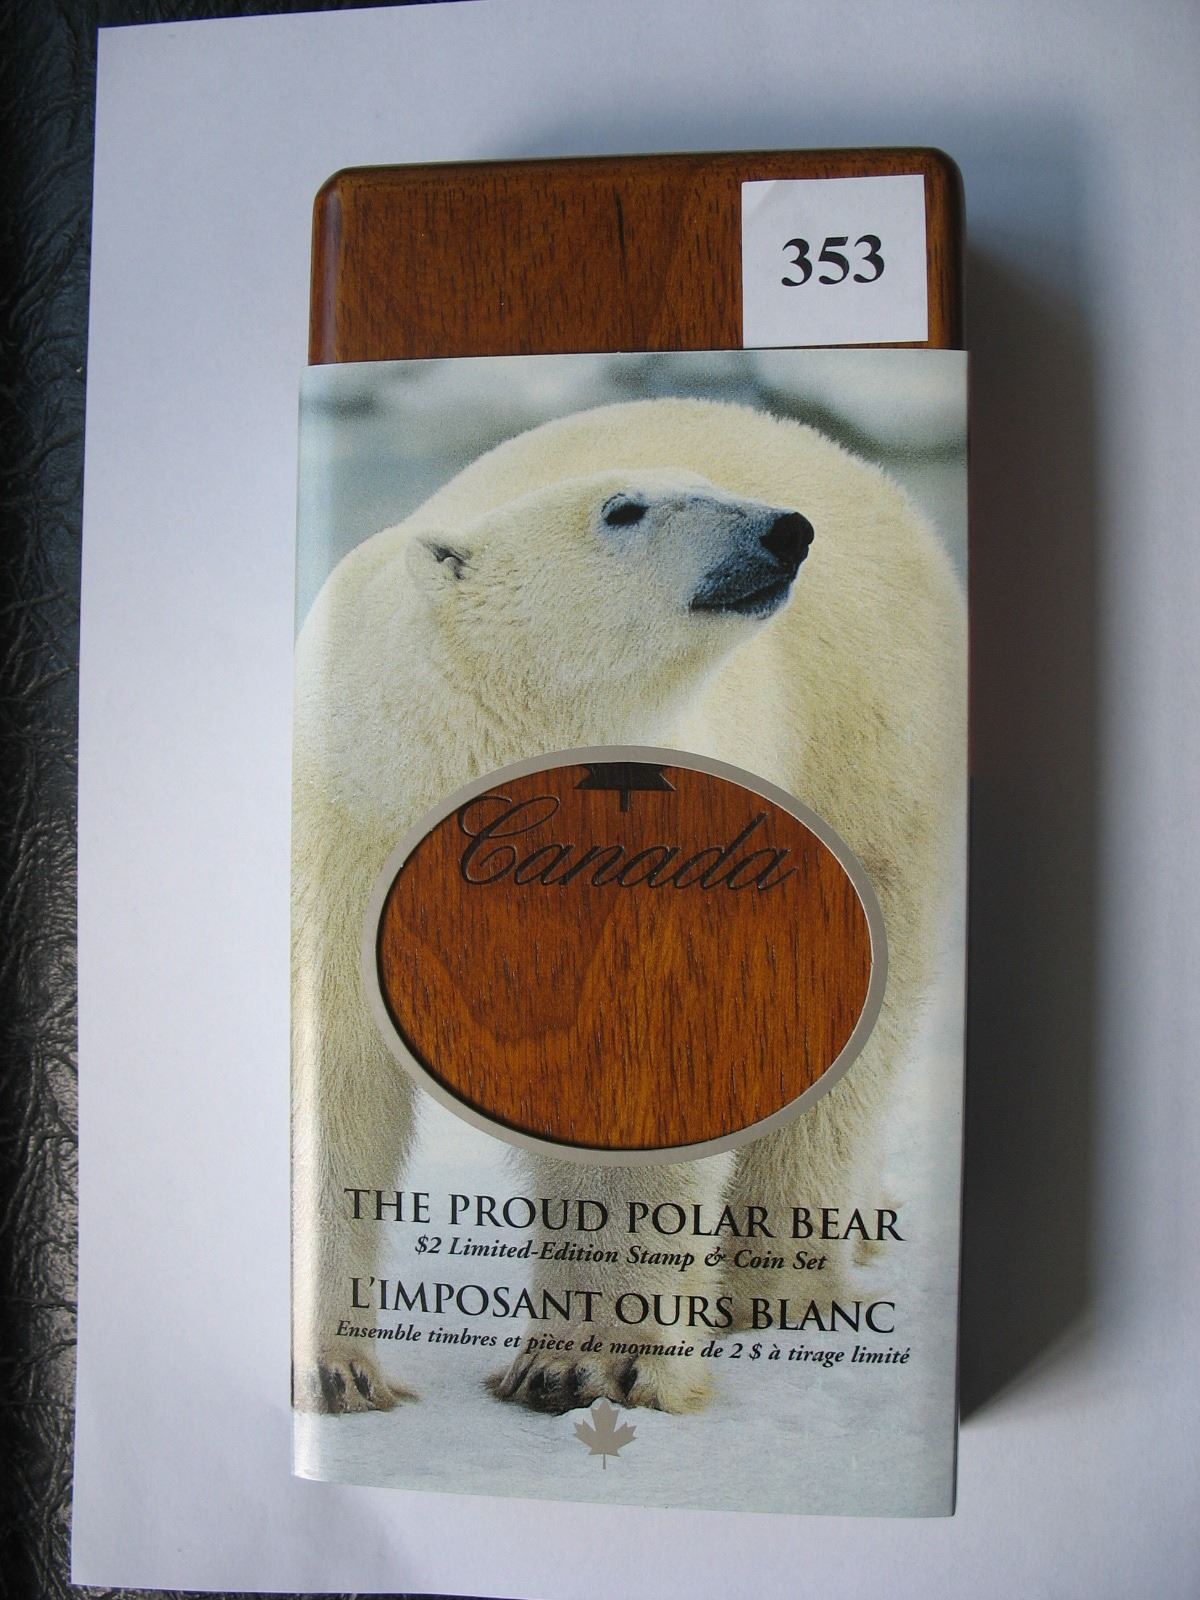 353
Canada
THE PROUD POLAR BEAR
$2 Limited-Edition Stamp & Coin Set
L'IMPOSANT OURS BLANC
Ensemble timbres et pièce de monnaie de 2 $ à tirage limité